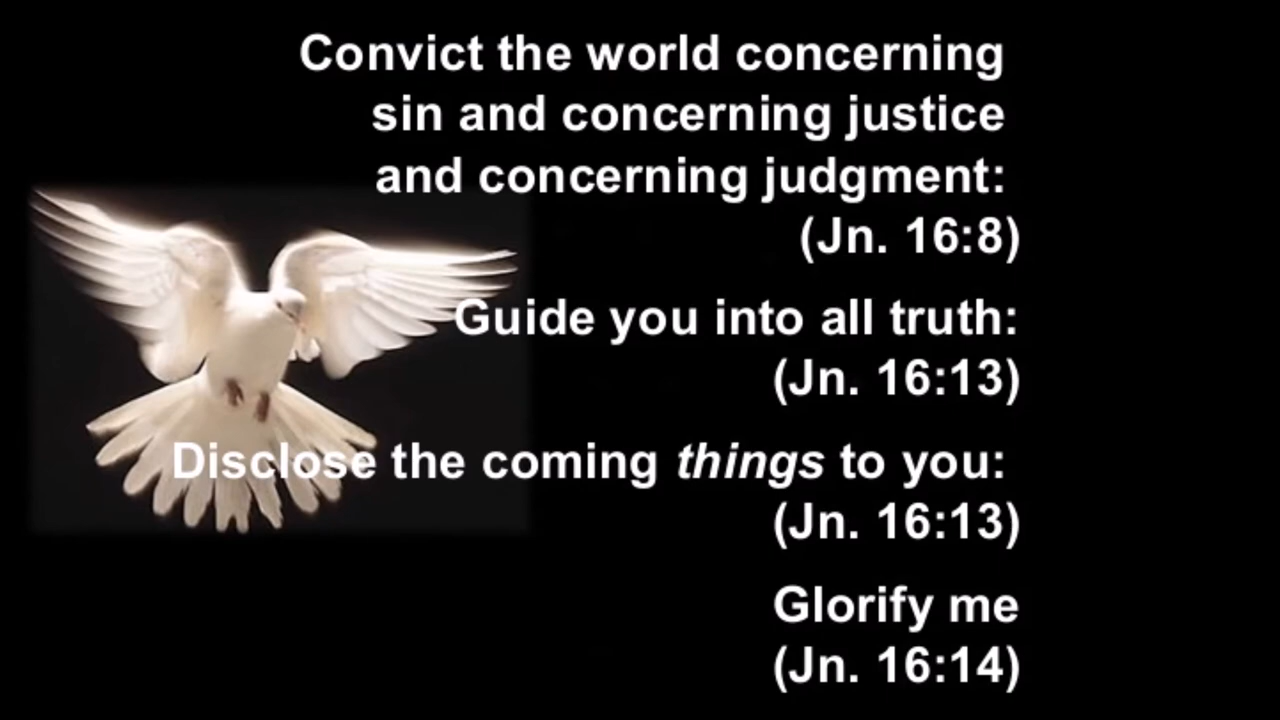 Convict the world concerning
sin and concerning justice
and concerning judgment:
(Jn. 16:8)
Guide you into all truth:
(Jn. 16:13)
Disclose the coming things to you:
(Jn. 16:13)
Glorify me
(Jn. 16:14)